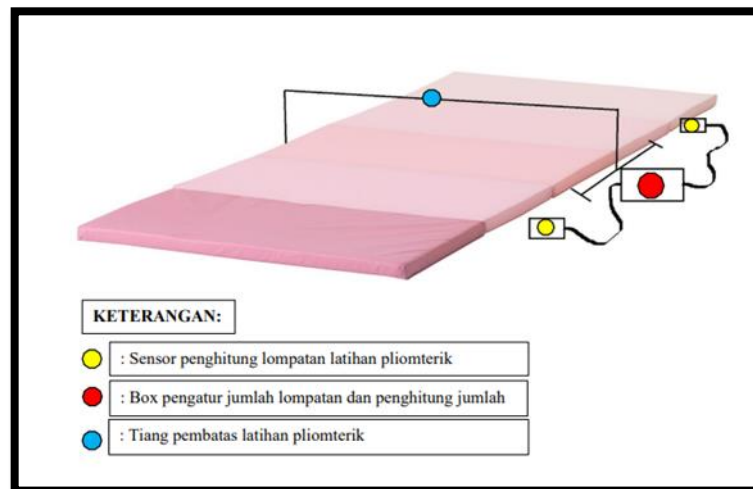 KETERANGAN:
: Sensor penghitung lompatan latihan pliomterik
: Box pengatur jumlah lompatan dan penghitung jumlah
: Tiang pembatas latihan pliomterik